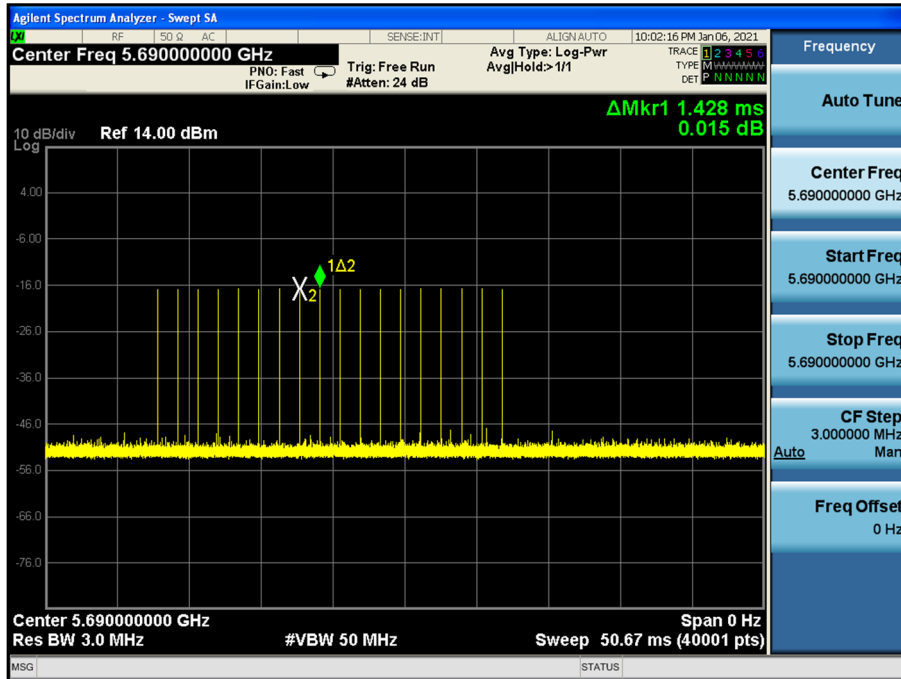 Agilent Spectrum Analyzer - Swept SA
LXI RF 50 Ω AC SENSE:INT ALIGN AUTO 10:02:16 PM Jan 06, 2021
Center Freq 5.690000000 GHz
PNO: Fast
IFGain:Low
Trig: Free Run
#Atten: 24 dB
Avg Type: Log-Pwr
Avg|Hold:>1/1
TRACE 1 2 3 4 5 6
TYPE M
DET P N N N N N
ΔMkr1 1.428 ms
0.015 dB
10 dB/div Ref 14.00 dBm
Log
4.00
-6.00
-16.0
-26.0
-36.0
-46.0
-56.0
-66.0
-76.0
1Δ2
X2
Center 5.690000000 GHz Span 0 Hz
Res BW 3.0 MHz #VBW 50 MHz Sweep 50.67 ms (40001 pts)
MSG STATUS
Frequency
Auto Tune
Center Freq
5.690000000 GHz
Start Freq
5.690000000 GHz
Stop Freq
5.690000000 GHz
CF Step
3.000000 MHz
Auto Man
Freq Offset
0 Hz